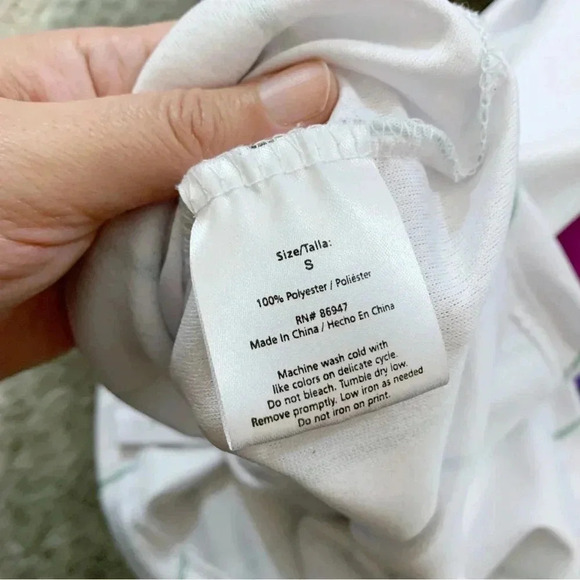 Size/Talla:
S
100% Polyester / Poliéster
RN# 86947
Made In China / Hecho En China
Machine wash cold with
like colors on delicate cycle.
Do not bleach. Tumble dry low.
Remove promptly. Low iron as needed
Do not iron on print.